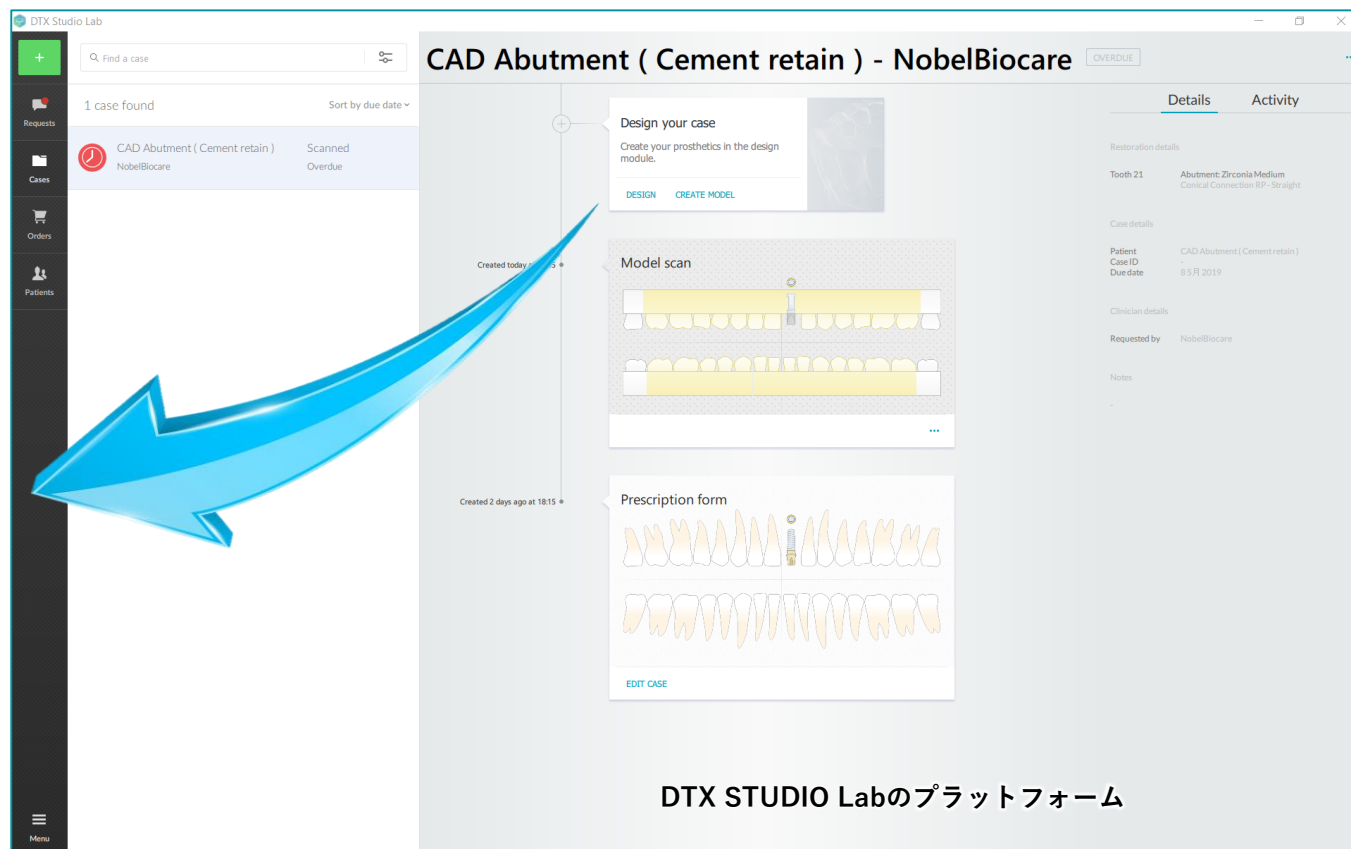 DTX Studio Lab
Find a case
1 case found
Sort by due date
CAD Abutment ( Cement retain )
Scanned
NobelBiocare
Overdue
Requests
Cases
Orders
Patients
Menu
CAD Abutment ( Cement retain ) - NobelBiocare
OVERDUE
Design your case
Create your prosthetics in the design
module.
DESIGN CREATE MODEL
Created today
Model scan
Created 2 days ago at 18:15
Prescription form
EDIT CASE
Details Activity
Restoration details
Tooth 21 Abutment: Zirconia Medium
Conical Connection RP - Straight
Case details
Patient CAD Abutment ( Cement retain )
Case ID -
Due date 8 5月 2019
Clinician details
Requested by NobelBiocare
Notes
-
DTX STUDIO Labのプラットフォーム